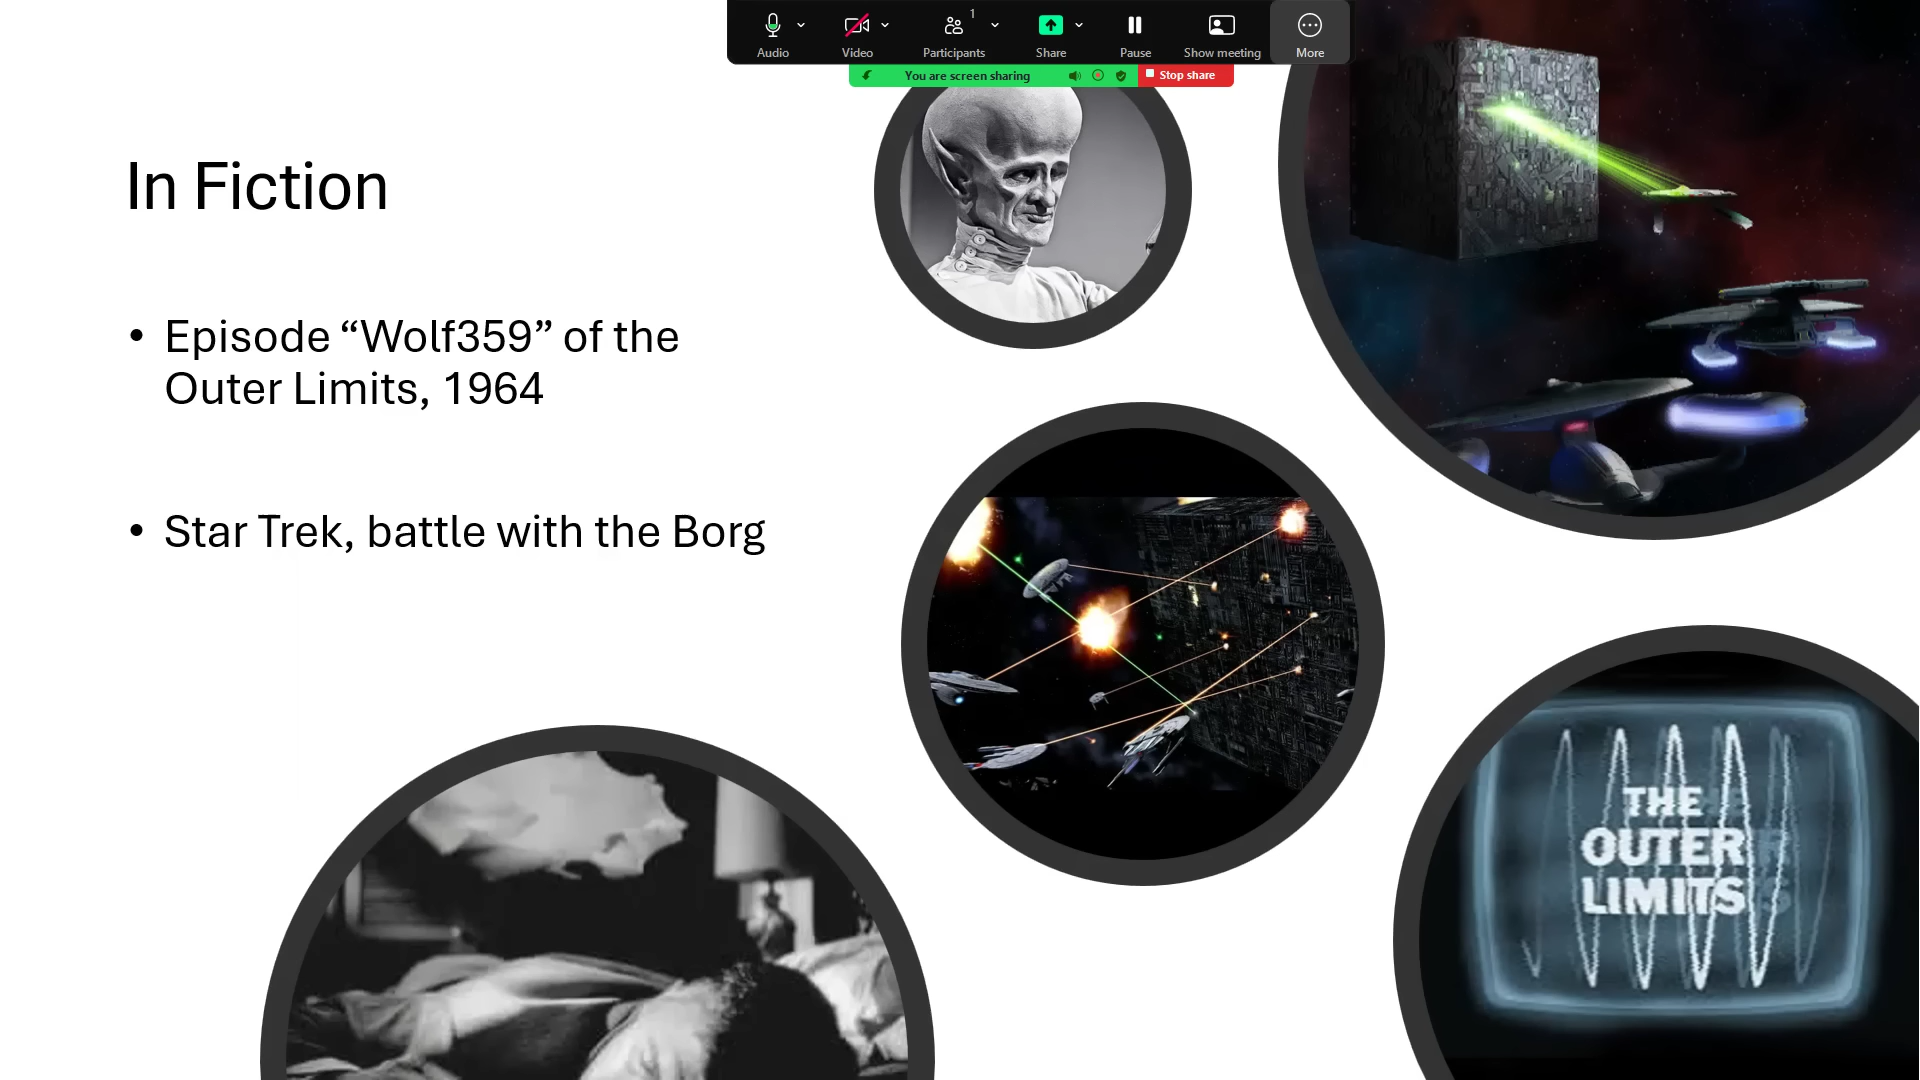 1
Audio
Video
Participants
Share
Pause
Show meeting
More
You are screen sharing
Stop share
In Fiction
• Episode “Wolf359” of the
Outer Limits, 1964
• Star Trek, battle with the Borg
THE
OUTER
LIMITS